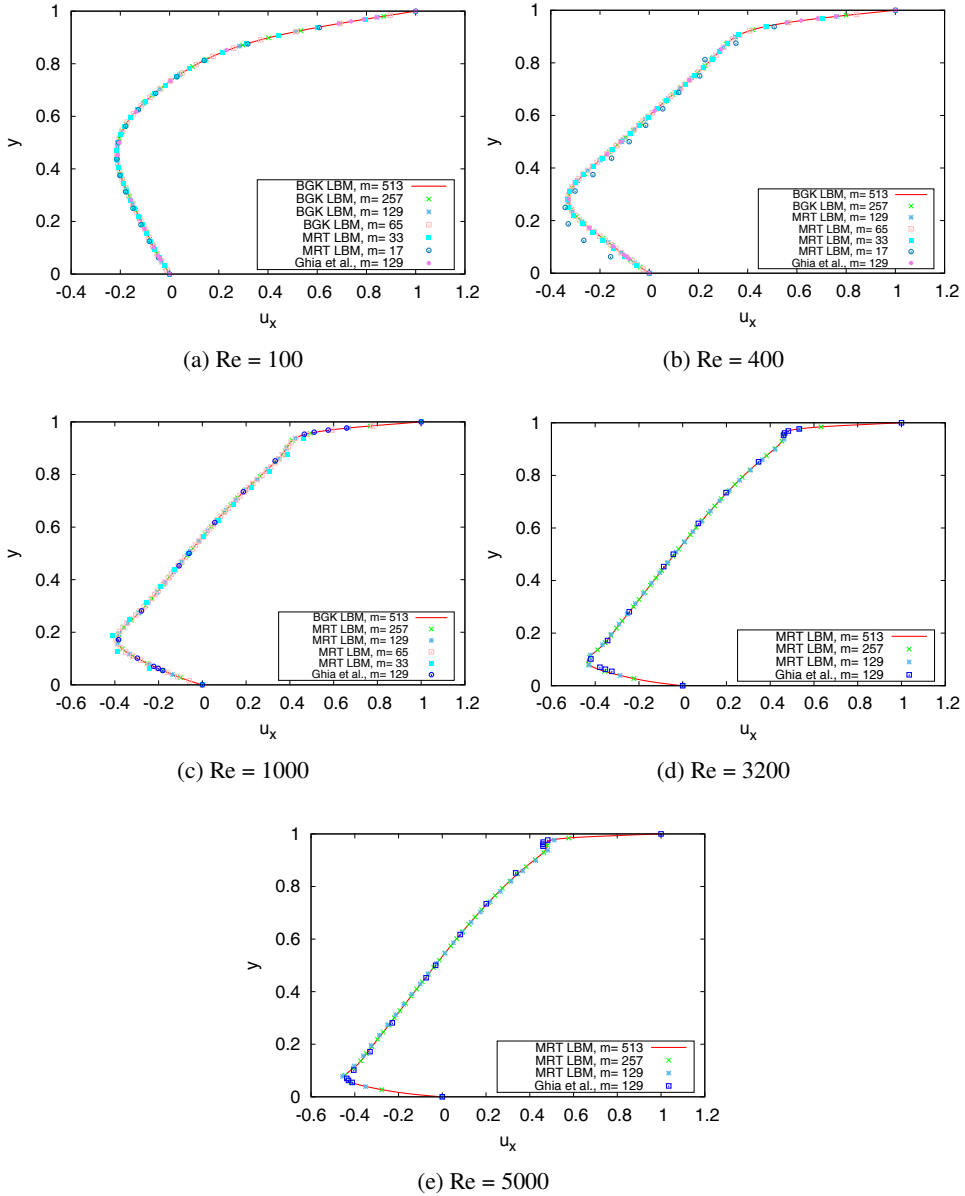 1
0.8
0.6
0.4
0.2
0
y
BGK LBM, m= 513
BGK LBM, m= 257
BGK LBM, m= 129
BGK LBM, m= 65
MRT LBM, m= 33
MRT LBM, m= 17
Ghia et al., m= 129
-0.4 -0.2 0 0.2 0.4 0.6 0.8 1 1.2
u_x
(a) Re = 100
1
0.8
0.6
0.4
0.2
0
y
BGK LBM, m= 513
BGK LBM, m= 257
MRT LBM, m= 129
MRT LBM, m= 65
MRT LBM, m= 33
MRT LBM, m= 17
Ghia et al., m= 129
-0.4 -0.2 0 0.2 0.4 0.6 0.8 1 1.2
u_x
(b) Re = 400
1
0.8
0.6
0.4
0.2
0
y
BGK LBM, m= 513
MRT LBM, m= 257
MRT LBM, m= 129
MRT LBM, m= 65
MRT LBM, m= 33
Ghia et al., m= 129
-0.6 -0.4 -0.2 0 0.2 0.4 0.6 0.8 1 1.2
u_x
(c) Re = 1000
1
0.8
0.6
0.4
0.2
0
y
MRT LBM, m= 513
MRT LBM, m= 257
MRT LBM, m= 129
Ghia et al., m= 129
-0.6 -0.4 -0.2 0 0.2 0.4 0.6 0.8 1 1.2
u_x
(d) Re = 3200
1
0.8
0.6
0.4
0.2
0
y
MRT LBM, m= 513
MRT LBM, m= 257
MRT LBM, m= 129
Ghia et al., m= 129
-0.6 -0.4 -0.2 0 0.2 0.4 0.6 0.8 1 1.2
u_x
(e) Re = 5000